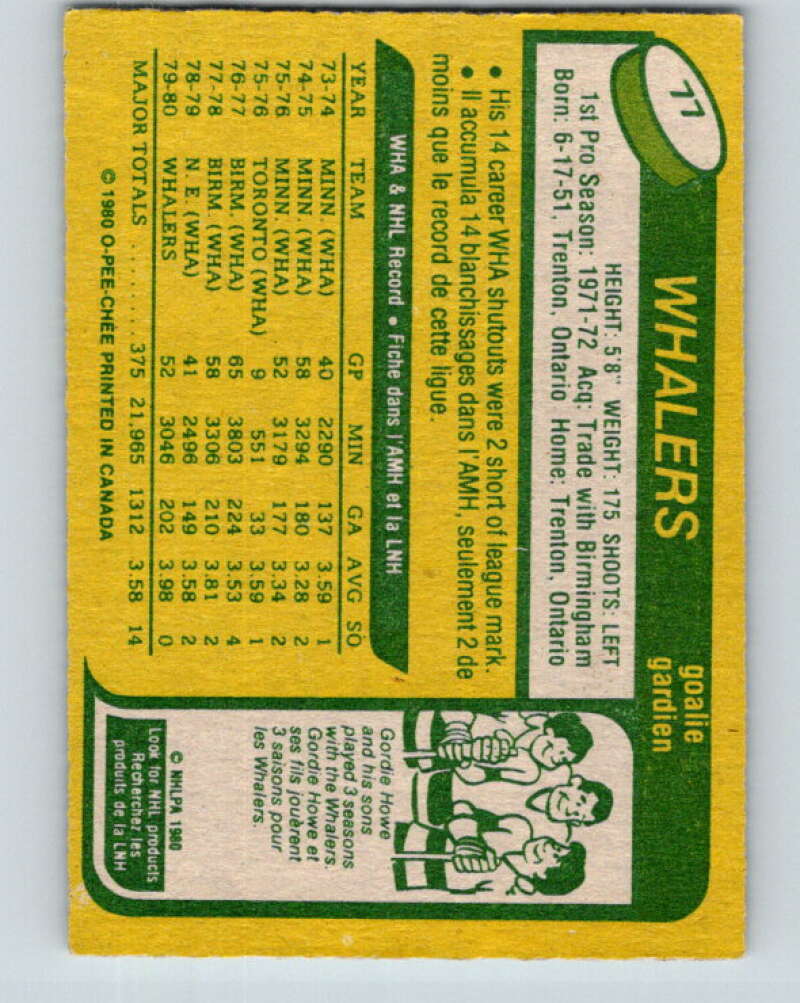 77
WHALERS
goalie
gardien
HEIGHT: 5'8" WEIGHT: 175 SHOOTS: LEFT
1st Pro Season: 1971-72 Acq: Trade with Birmingham
Born: 6-17-51, Trenton, Ontario Home: Trenton, Ontario
• His 14 career WHA shutouts were 2 short of league mark.
• Il accumula 14 blanchissages dans l'AMH, seulement 2 de
moins que le record de cette ligue.
WHA & NHL Record • Fiche dans l'AMH et la LNH
YEAR TEAM GP MIN GA AVG SO
73-74 MINN. (WHA) 40 2290 137 3.59 1
74-75 MINN. (WHA) 58 3294 180 3.28 2
75-76 MINN. (WHA) 52 3179 177 3.34 2
75-76 TORONTO (WHA) 9 551 33 3.59 1
76-77 BIRM. (WHA) 65 3803 224 3.53 4
77-78 BIRM. (WHA) 58 3306 210 3.81 2
78-79 N. E. (WHA) 41 2496 149 3.58 2
79-80 WHALERS 52 3046 202 3.98 0
MAJOR TOTALS ........ 375 21,965 1312 3.58 14
© 1980 O-PEE-CHEE PRINTED IN CANADA
Gordie Howe
and his sons
played 3 seasons
with the Whalers.
Gordie Howe et
ses fils jouèrent
3 saisons pour
les Whalers.
© NHLPA 1980
Look for NHL products
Recherchez les
produits de la LNH